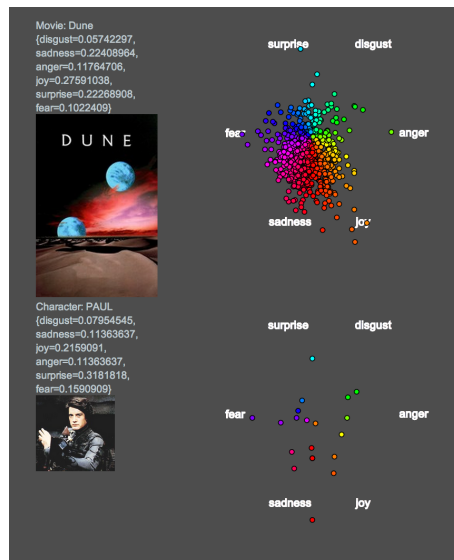 Movie: Dune
{disgust=0.05742297,
sadness=0.22408964,
anger=0.11764706,
joy=0.27591038,
surprise=0.22268908,
fear=0.1022409}
DUNE
surprise disgust
fear anger
sadness joy
Character: PAUL
{disgust=0.07954545,
sadness=0.11363637,
joy=0.2159091,
anger=0.11363637,
surprise=0.3181818,
fear=0.1590909}
surprise disgust
fear anger
sadness joy